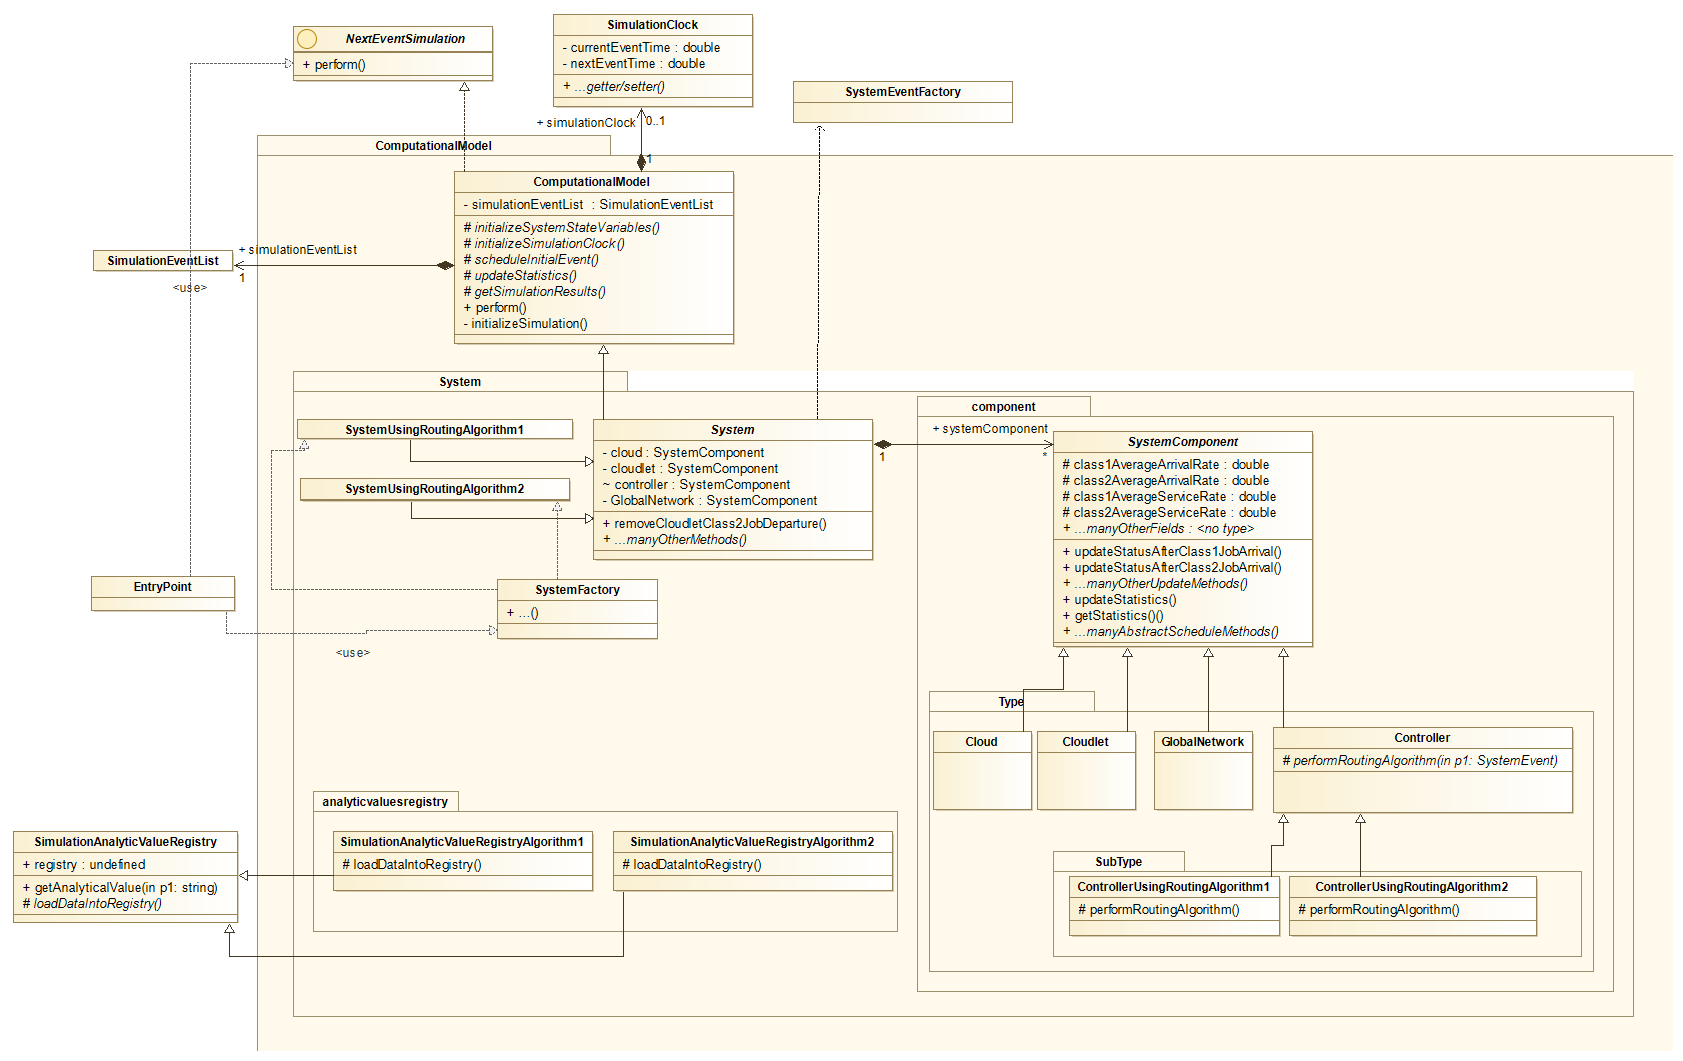 NextEventSimulation
+ perform()
SimulationClock
- currentEventTime : double
- nextEventTime : double
+ ...getter/setter()
+ simulationClock
0..1
1
SystemEventFactory
ComputationalModel
ComputationalModel
- simulationEventList : SimulationEventList
# initializeSystemStateVariables()
# initializeSimulationClock()
# scheduleInitialEvent()
# updateStatistics()
# getSimulationResults()
+ perform()
- initializeSimulation()
+ simulationEventList
1
SimulationEventList
<use>
System
SystemUsingRoutingAlgorithm1
SystemUsingRoutingAlgorithm2
System
- cloud : SystemComponent
- cloudlet : SystemComponent
~ controller : SystemComponent
- GlobalNetwork : SystemComponent
+ removeCloudletClass2JobDeparture()
+ ...manyOtherMethods()
1
+ systemComponent
*
component
SystemComponent
# class1AverageArrivalRate : double
# class2AverageArrivalRate : double
# class1AverageServiceRate : double
# class2AverageServiceRate : double
+ ...manyOtherFields : <no type>
+ updateStatusAfterClass1JobArrival()
+ updateStatusAfterClass2JobArrival()
+ ...manyOtherUpdateMethods()
+ updateStatistics()
+ getStatistics()()
+ ...manyAbstractScheduleMethods()
EntryPoint
SystemFactory
+ ...()
<use>
Type
Cloud
Cloudlet
GlobalNetwork
Controller
# performRoutingAlgorithm(in p1: SystemEvent)
SubType
ControllerUsingRoutingAlgorithm1
# performRoutingAlgorithm()
ControllerUsingRoutingAlgorithm2
# performRoutingAlgorithm()
analyticvaluesregistry
SimulationAnalyticValueRegistryAlgorithm1
# loadDataIntoRegistry()
SimulationAnalyticValueRegistryAlgorithm2
# loadDataIntoRegistry()
SimulationAnalyticValueRegistry
+ registry : undefined
+ getAnalyticalValue(in p1: string)
# loadDataIntoRegistry()